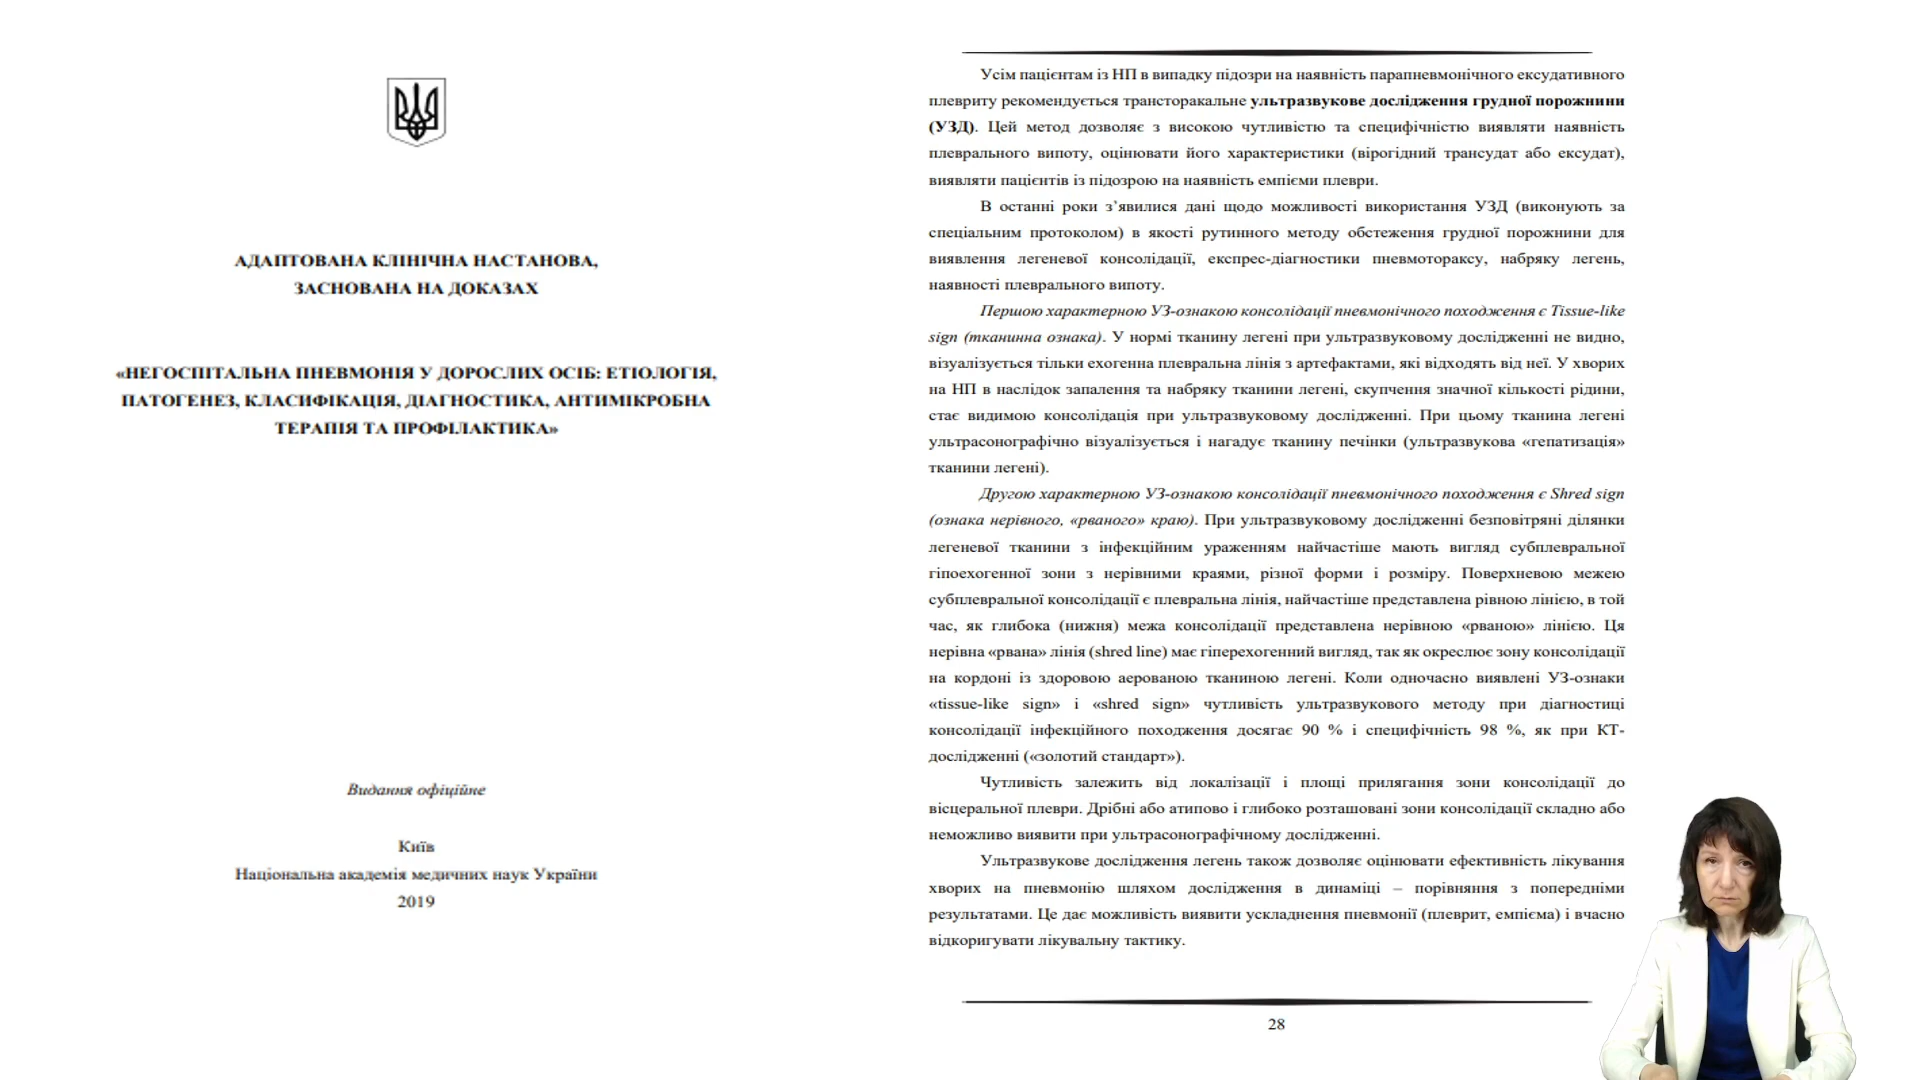 АДАПТОВАНА КЛІНІЧНА НАСТАНОВА,
ЗАСНОВАНА НА ДОКАЗАХ
«НЕГОСПІТАЛЬНА ПНЕВМОНІЯ У ДОРОСЛИХ ОСІБ: ЕТІОЛОГІЯ,
ПАТОГЕНЕЗ, КЛАСИФІКАЦІЯ, ДІАГНОСТИКА, АНТИМІКРОБНА
ТЕРАПІЯ ТА ПРОФІЛАКТИКА»
Видання офіційне
Київ
Національна академія медичних наук України
2019
Усім пацієнтам із НП в випадку підозри на наявність парапневмонічного ексудативного
плевриту рекомендується трансторакальне ультразвукове дослідження грудної порожнини
(УЗД). Цей метод дозволяє з високою чутливістю та специфічністю виявляти наявність
плеврального випоту, оцінювати його характеристики (вірогідний трансудат або ексудат),
виявляти пацієнтів із підозрою на наявність емпієми плеври.
В останні роки з’явилися дані щодо можливості використання УЗД (виконують за
спеціальним протоколом) в якості рутинного методу обстеження грудної порожнини для
виявлення легеневої консолідації, експрес-діагностики пневмотораксу, набряку легень,
наявності плеврального випоту.
Першою характерною УЗ-ознакою консолідації пневмонічного походження є Tissue-like
sign (тканинна ознака). У нормі тканину легені при ультразвуковому дослідженні не видно,
візуалізується тільки ехогенна плевральна лінія з артефактами, які відходять від неї. У хворих
на НП в наслідок запалення та набряку тканини легені, скупчення значної кількості рідини,
стає видимою консолідація при ультразвуковому дослідженні. При цьому тканина легені
ультрасонографічно візуалізується і нагадує тканину печінки (ультразвукова «гепатизація»
тканини легені).
Другою характерною УЗ-ознакою консолідації пневмонічного походження є Shred sign
(ознака нерівного, «рваного» краю). При ультразвуковому дослідженні безповітряні ділянки
легеневої тканини з інфекційним ураженням найчастіше мають вигляд субплевральної
гіпоехогенної зони з нерівними краями, різної форми і розміру. Поверхневою межею
субплевральної консолідації є плевральна лінія, найчастіше представлена рівною лінією, в той
час, як глибока (нижня) межа консолідації представлена нерівною «рваною» лінією. Ця
нерівна «рвана» лінія (shred line) має гіперехогенний вигляд, так як окреслює зону консолідації
на кордоні із здоровою аерованою тканиною легені. Коли одночасно виявлені УЗ-ознаки
«tissue-like sign» і «shred sign» чутливість ультразвукового методу при діагностиці
консолідації інфекційного походження досягає 90 % і специфічність 98 %, як при КТ-
дослідженні («золотий стандарт»).
Чутливість залежить від локалізації і площі прилягання зони консолідації до
вісцеральної плеври. Дрібні або атипово і глибоко розташовані зони консолідації складно або
неможливо виявити при ультрасонографічному дослідженні.
Ультразвукове дослідження легень також дозволяє оцінювати ефективність лікування
хворих на пневмонію шляхом дослідження в динаміці – порівняння з попередніми
результатами. Це дає можливість виявити ускладнення пневмонії (плеврит, емпієма) і вчасно
відкоригувати лікувальну тактику.
28